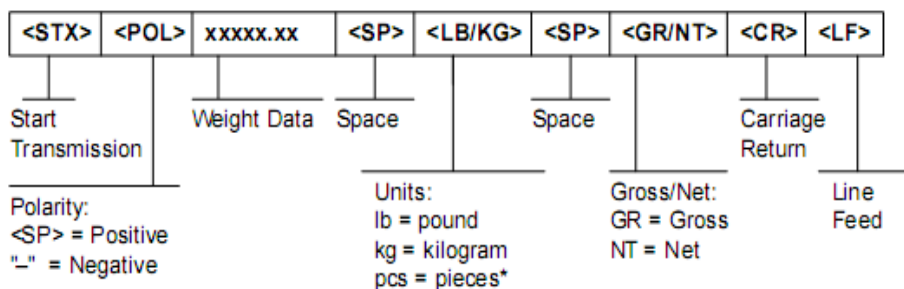 <STX> <POL> xxxxx.xx <SP> <LB/KG> <SP> <GR/NT> <CR> <LF>
Start
Transmission
Weight Data
Space
Space
Carriage
Return
Polarity:
<SP> = Positive
"–" = Negative
Units:
lb = pound
kg = kilogram
pcs = pieces*
Gross/Net:
GR = Gross
NT = Net
Line
Feed